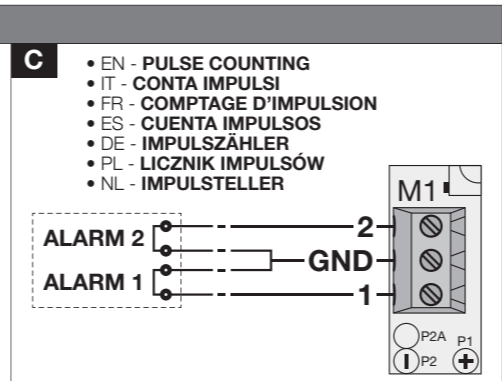 C
• EN - PULSE COUNTING
• IT - CONTA IMPULSI
• FR - COMPTAGE D'IMPULSION
• ES - CUENTA IMPULSOS
• DE - IMPULSZÄHLER
• PL - LICZNIK IMPULSÓW
• NL - IMPULSTELLER
M1
ALARM 2
2
GND
ALARM 1
1
P2A P1
P2